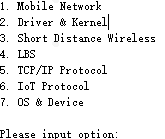 1. Mobile Network
2. Driver & Kernel
3. Short Distance Wireless
4. LBS
5. TCP/IP Protocol
6. IoT Protocol
7. OS & Device
Please input option: